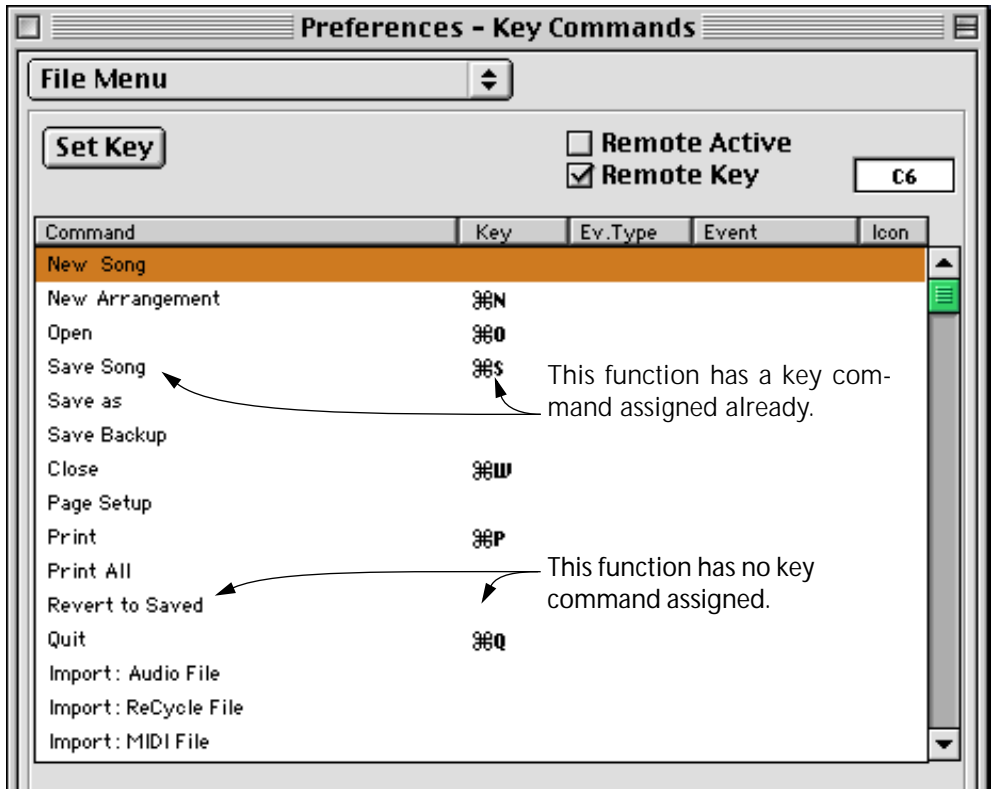 Preferences – Key Commands
File Menu
Set Key
Remote Active
Remote Key
C6
Command Key Ev.Type Event Icon
New Song
New Arrangement ⌘N
Open ⌘O
Save Song ⌘S
This function has a key com-
mand assigned already.
Save as
Save Backup
Close ⌘W
Page Setup
Print ⌘P
Print All
This function has no key
command assigned.
Revert to Saved
Quit ⌘Q
Import: Audio File
Import: ReCycle File
Import: MIDI File